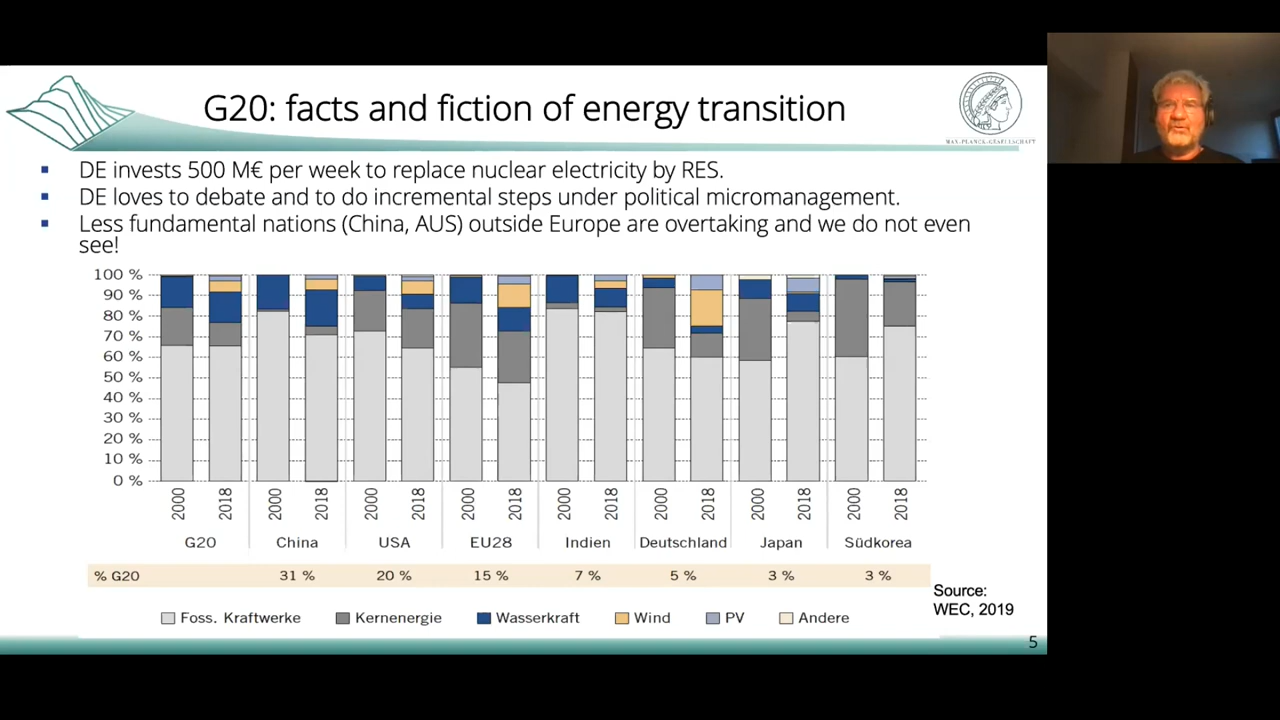 G20: facts and fiction of energy transition
MAX-PLANCK-GESELLSCHAFT
DE invests 500 M€ per week to replace nuclear electricity by RES.
DE loves to debate and to do incremental steps under political micromanagement.
Less fundamental nations (China, AUS) outside Europe are overtaking and we do not even
see!
100 %
90 %
80 %
70 %
60 %
50 %
40 %
30 %
20 %
10 %
0 %
2000 2018 2000 2018 2000 2018 2000 2018 2000 2018 2000 2018 2000 2018 2000 2018
G20 China USA EU28 Indien Deutschland Japan Südkorea
% G20 31 % 20 % 15 % 7 % 5 % 3 % 3 %
Source:
WEC, 2019
Foss. Kraftwerke Kernenergie Wasserkraft Wind PV Andere
5